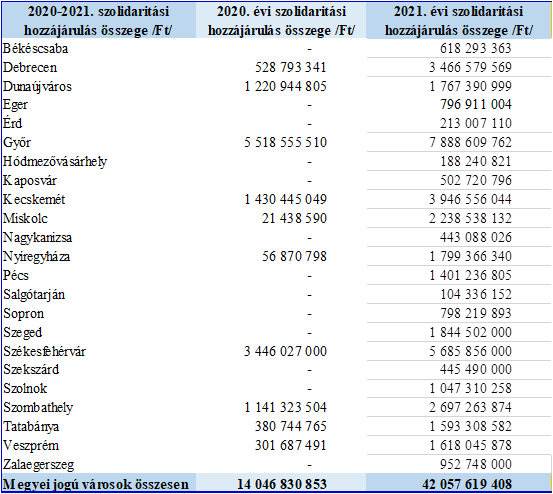 2020-2021. szolidaritási hozzájárulás összege /Ft/ 2020. évi szolidaritási hozzájárulás összege /Ft/ 2021. évi szolidaritási hozzájárulás összege /Ft/
Békéscsaba - 618 293 363
Debrecen 528 793 341 3 466 579 569
Dunaújváros 1 220 944 805 1 767 390 999
Eger - 796 911 004
Érd - 213 007 110
Győr 5 518 555 510 7 888 609 762
Hódmezővásárhely - 188 240 821
Kaposvár - 502 720 796
Kecskemét 1 430 445 049 3 946 556 044
Miskolc 21 438 590 2 238 538 132
Nagykanizsa - 443 088 026
Nyíregyháza 56 870 798 1 799 366 340
Pécs - 1 401 236 805
Salgótarján - 104 336 152
Sopron - 798 219 893
Szeged - 1 844 502 000
Székesfehérvár 3 446 027 000 5 685 856 000
Szekszárd - 445 490 000
Szolnok - 1 047 310 258
Szombathely 1 141 323 504 2 697 263 874
Tatabánya 380 744 765 1 593 308 582
Veszprém 301 687 491 1 618 045 878
Zalaegerszeg - 952 748 000
Megyei jogú városok összesen 14 046 830 853 42 057 619 408